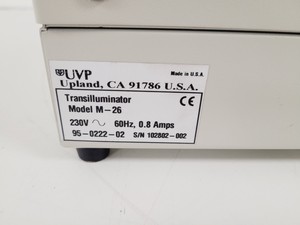 UVP Made in U.S.A.
Upland, CA 91786 U.S.A.
Transilluminator CE
Model M-26
230V ~ 60Hz, 0.8 Amps
95-0222-02 S/N 102802-002